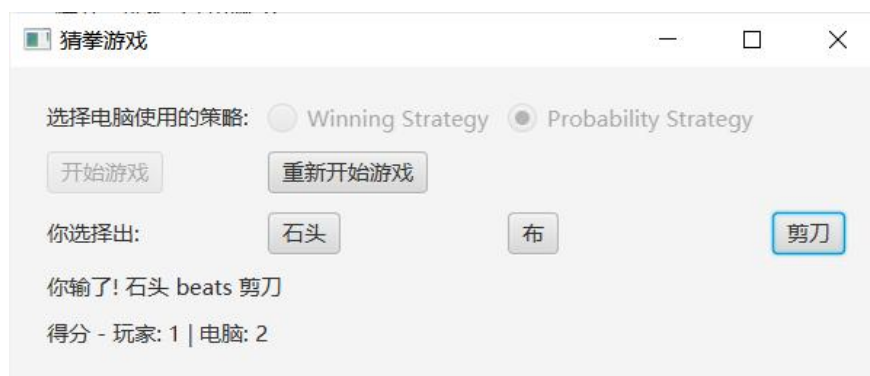 猜拳游戏
选择电脑使用的策略: Winning Strategy Probability Strategy
开始游戏 重新开始游戏
你选择出: 石头 布 剪刀
你输了! 石头 beats 剪刀
得分 - 玩家: 1 | 电脑: 2